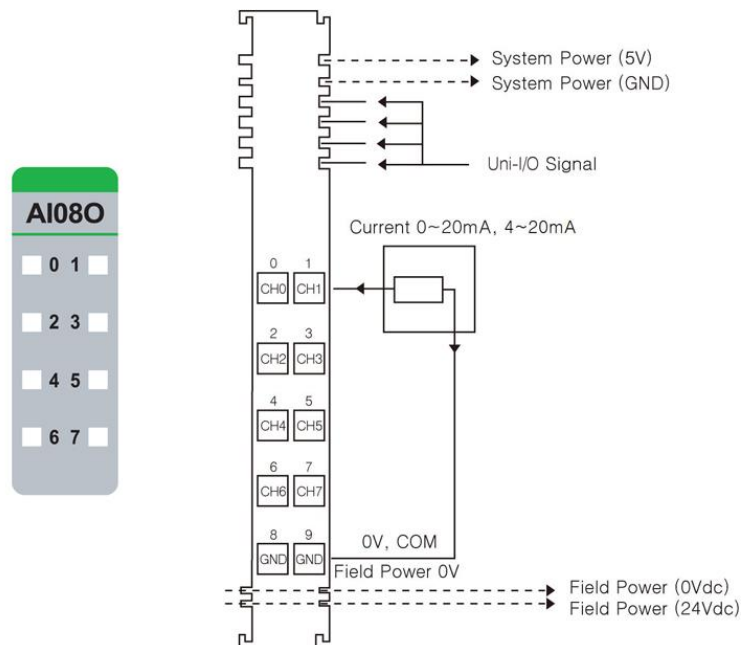 System Power (5V)
System Power (GND)
Uni-I/O Signal
AI08O
0 1
2 3
4 5
6 7
Current 0~20mA, 4~20mA
0 1
CH0 CH1
2 3
CH2 CH3
4 5
CH4 CH5
6 7
CH6 CH7
8 9
GND GND
0V, COM
Field Power 0V
Field Power (0Vdc)
Field Power (24Vdc)